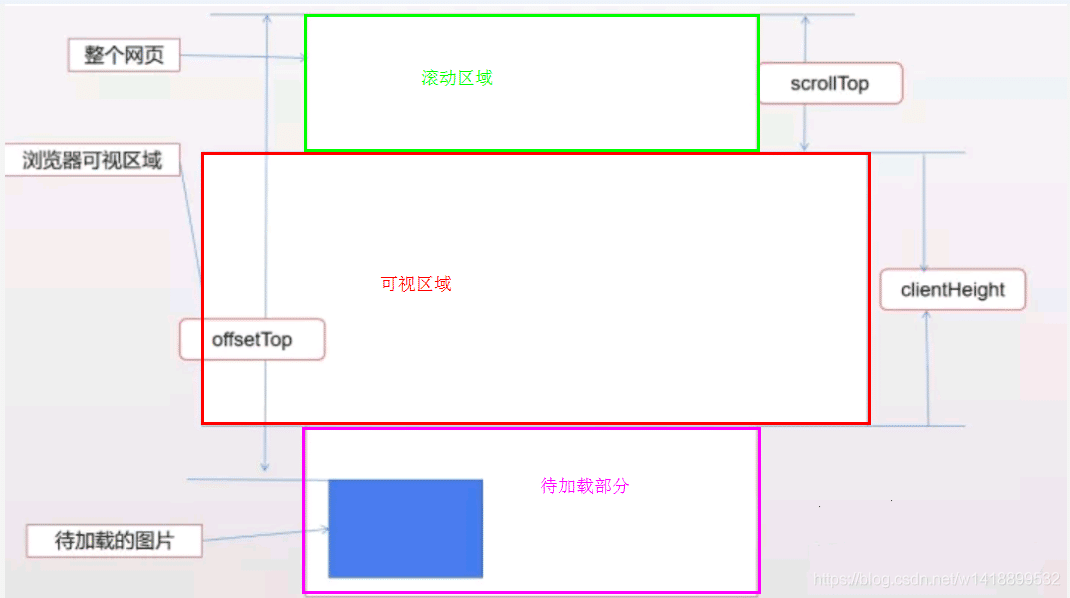 整个网页
滚动区域
scrollTop
浏览器可视区域
可视区域
clientHeight
offsetTop
待加载部分
待加载的图片
https://blog.csdn.net/w1418899532